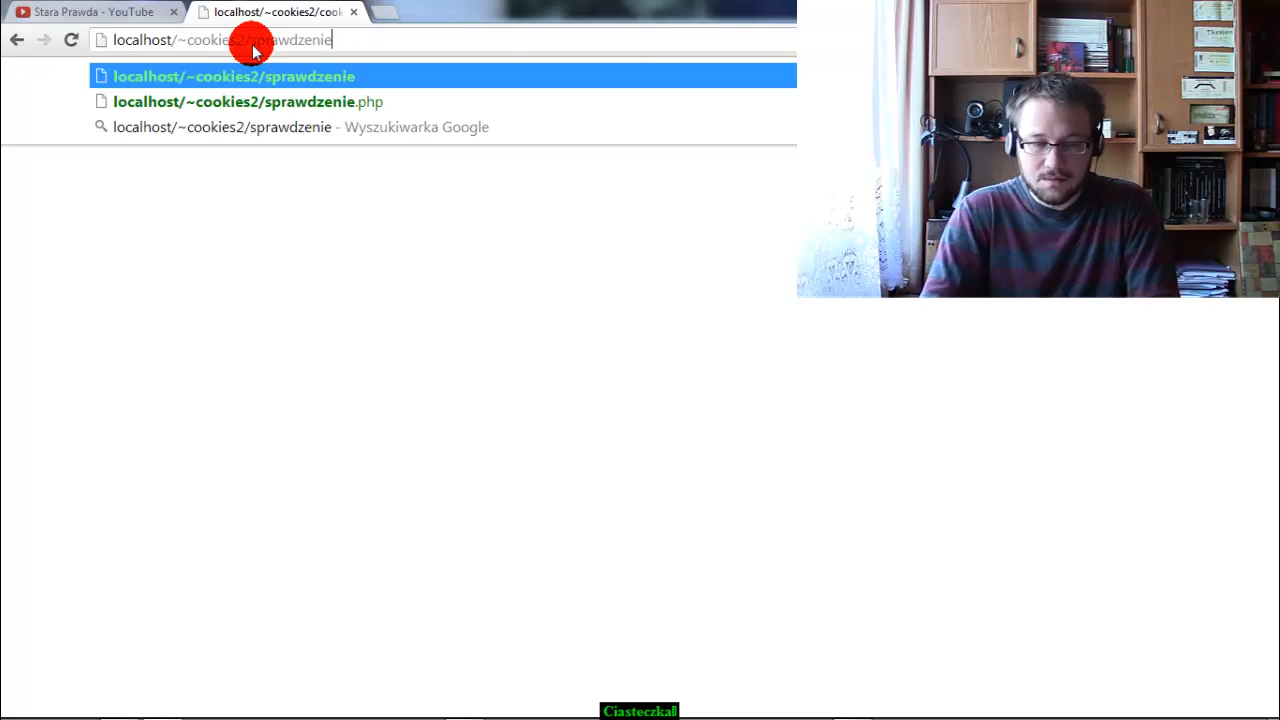 Stara Prawda - YouTube
localhost/~cookies2/cook
localhost/~cookies2/sprawdzenie
localhost/~cookies2/sprawdzenie
localhost/~cookies2/sprawdzenie.php
localhost/~cookies2/sprawdzenie - Wyszukiwarka Google
Ciasteczka